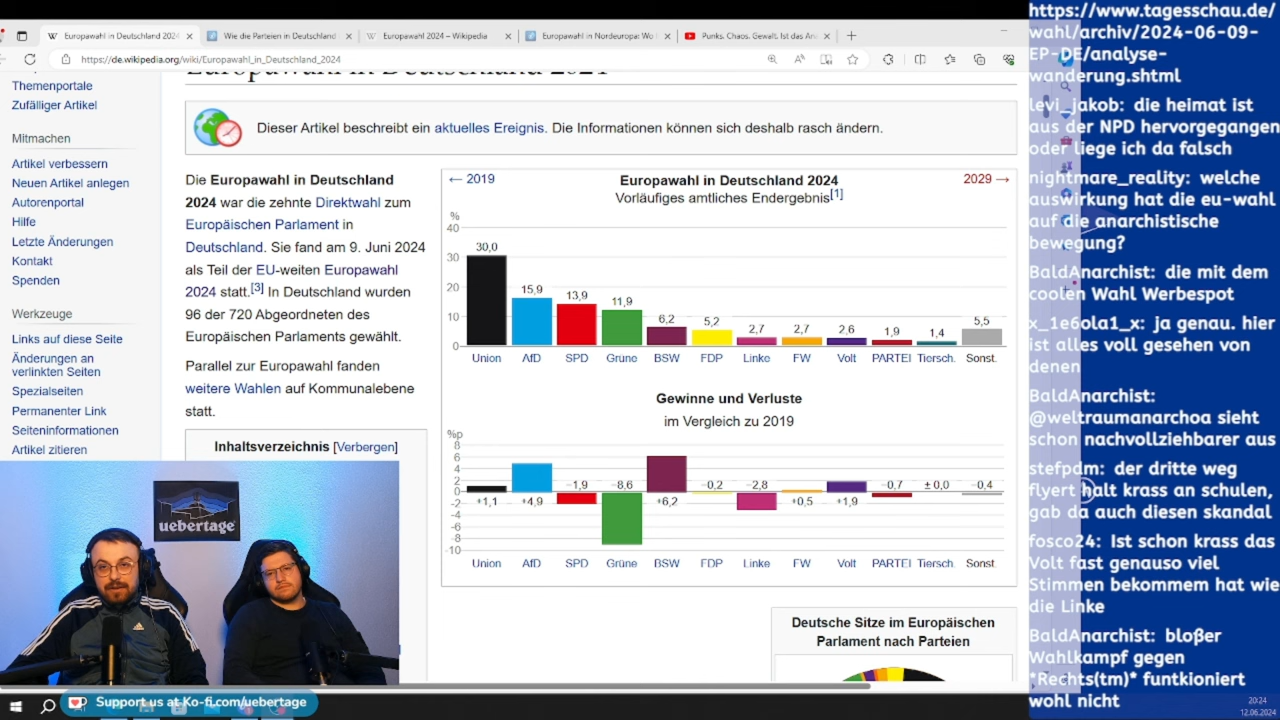 Europawahl in Deutschland 2024
Wie die Parteien in Deutschland
Europawahl 2024 – Wikipedia
Europawahl in Nordeuropa: Wo
Punks. Chaos. Gewalt. Ist das An
https://de.wikipedia.org/wiki/Europawahl_in_Deutschland_2024
Europawahl in Deutschland 2024
Themenportale
Zufälliger Artikel
Mitmachen
Artikel verbessern
Neuen Artikel anlegen
Autorenportal
Hilfe
Letzte Änderungen
Kontakt
Spenden
Werkzeuge
Links auf diese Seite
Änderungen an
verlinkten Seiten
Spezialseiten
Permanenter Link
Seiteninformationen
Artikel zitieren
Dieser Artikel beschreibt ein aktuelles Ereignis. Die Informationen können sich deshalb rasch ändern.
Die Europawahl in Deutschland
2024 war die zehnte Direktwahl zum
Europäischen Parlament in
Deutschland. Sie fand am 9. Juni 2024
als Teil der EU-weiten Europawahl
2024 statt.[3] In Deutschland wurden
96 der 720 Abgeordneten des
Europäischen Parlaments gewählt.
Parallel zur Europawahl fanden
weitere Wahlen auf Kommunalebene
statt.
Inhaltsverzeichnis [Verbergen]
← 2019
Europawahl in Deutschland 2024
2029 →
Vorläufiges amtliches Endergebnis[1]
%
40
30
20
10
0
30,0
15,9
13,9
11,9
6,2
5,2
2,7
2,7
2,6
1,9
1,4
5,5
Union AfD SPD Grüne BSW FDP Linke FW Volt PARTEI Tiersch. Sonst.
Gewinne und Verluste
im Vergleich zu 2019
%p
8
6
4
2
0
-2
-4
-6
-8
-10
+1,1
+4,9
−1,9
−8,6
+6,2
−0,2
−2,8
+0,5
+1,9
−0,7
± 0,0
−0,4
Union AfD SPD Grüne BSW FDP Linke FW Volt PARTEI Tiersch. Sonst.
Deutsche Sitze im Europäischen
Parlament nach Parteien
uebertage
Support us at Ko-fi.com/uebertage
https://www.tagesschau.de/
wahl/archiv/2024-06-09-
EP-DE/analyse-
wanderung.shtml
levi_jakob: die heimat ist
aus der NPD hervorgegangen
oder liege ich da falsch
nightmare_reality: welche
auswirkung hat die eu-wahl
auf die anarchistische
bewegung?
BaldAnarchist: die mit dem
coolen Wahl Werbespot
x_1e6ola1_x: ja genau. hier
ist alles voll gesehen von
denen
BaldAnarchist:
@weltraumanarchoa sieht
schon nachvollziehbarer aus
stefpdm: der dritte weg
flyert halt krass an schulen,
gab da auch diesen skandal
fosco24: Ist schon krass das
Volt fast genauso viel
Stimmen bekommem hat wie
die Linke
BaldAnarchist: bloßer
Wahlkampf gegen
*Rechts(tm)* funtkioniert
wohl nicht
20:24
12.06.2024